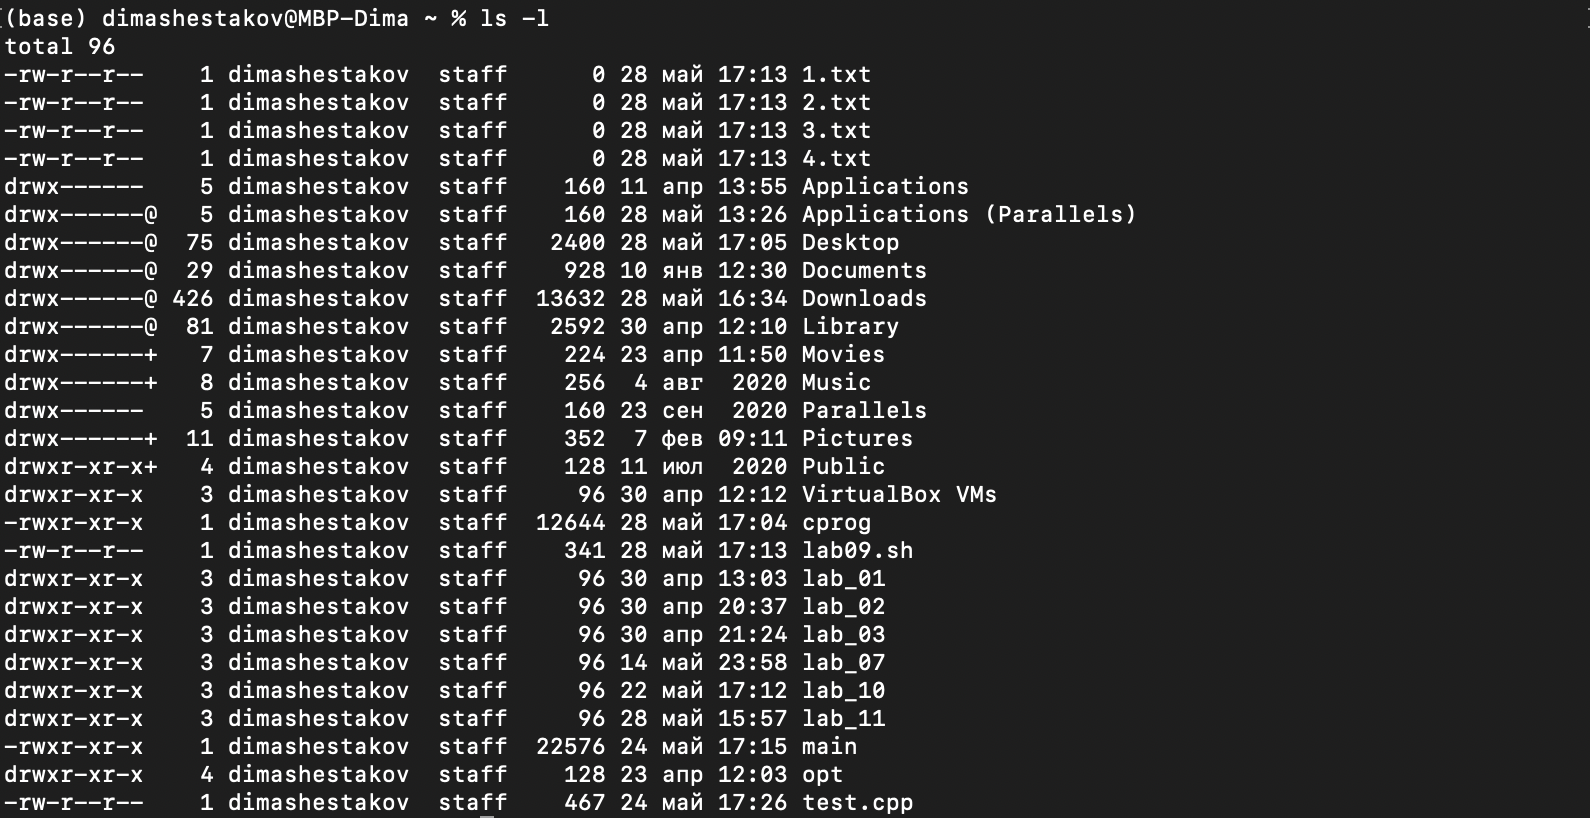 (base) dimashestakov@MBP-Dima ~ % ls -l
total 96
-rw-r--r--    1 dimashestakov  staff      0 28 май 17:13 1.txt
-rw-r--r--    1 dimashestakov  staff      0 28 май 17:13 2.txt
-rw-r--r--    1 dimashestakov  staff      0 28 май 17:13 3.txt
-rw-r--r--    1 dimashestakov  staff      0 28 май 17:13 4.txt
drwx------    5 dimashestakov  staff    160 11 апр 13:55 Applications
drwx------@   5 dimashestakov  staff    160 28 май 13:26 Applications (Parallels)
drwx------@  75 dimashestakov  staff   2400 28 май 17:05 Desktop
drwx------@  29 dimashestakov  staff    928 10 янв 12:30 Documents
drwx------@ 426 dimashestakov  staff  13632 28 май 16:34 Downloads
drwx------@  81 dimashestakov  staff   2592 30 апр 12:10 Library
drwx------+   7 dimashestakov  staff    224 23 апр 11:50 Movies
drwx------+   8 dimashestakov  staff    256  4 авг  2020 Music
drwx------    5 dimashestakov  staff    160 23 сен  2020 Parallels
drwx------+  11 dimashestakov  staff    352  7 фев 09:11 Pictures
drwxr-xr-x+   4 dimashestakov  staff    128 11 июл  2020 Public
drwxr-xr-x    3 dimashestakov  staff     96 30 апр 12:12 VirtualBox VMs
-rwxr-xr-x    1 dimashestakov  staff  12644 28 май 17:04 cprog
-rw-r--r--    1 dimashestakov  staff    341 28 май 17:13 lab09.sh
drwxr-xr-x    3 dimashestakov  staff     96 30 апр 13:03 lab_01
drwxr-xr-x    3 dimashestakov  staff     96 30 апр 20:37 lab_02
drwxr-xr-x    3 dimashestakov  staff     96 30 апр 21:24 lab_03
drwxr-xr-x    3 dimashestakov  staff     96 14 май 23:58 lab_07
drwxr-xr-x    3 dimashestakov  staff     96 22 май 17:12 lab_10
drwxr-xr-x    3 dimashestakov  staff     96 28 май 15:57 lab_11
-rwxr-xr-x    1 dimashestakov  staff  22576 24 май 17:15 main
drwxr-xr-x    4 dimashestakov  staff    128 23 апр 12:03 opt
-rw-r--r--    1 dimashestakov  staff    467 24 май 17:26 test.cpp